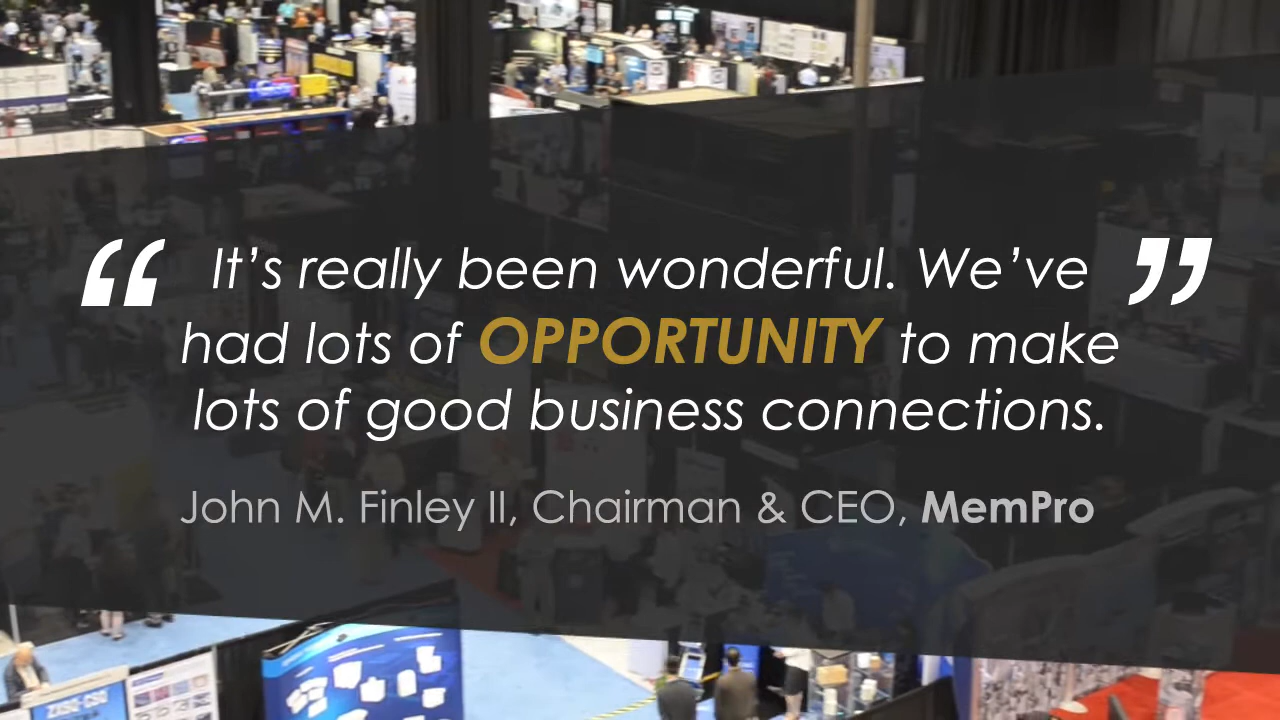 “ It’s really been wonderful. We’ve ”
had lots of OPPORTUNITY to make
lots of good business connections.
John M. Finley II, Chairman & CEO, MemPro